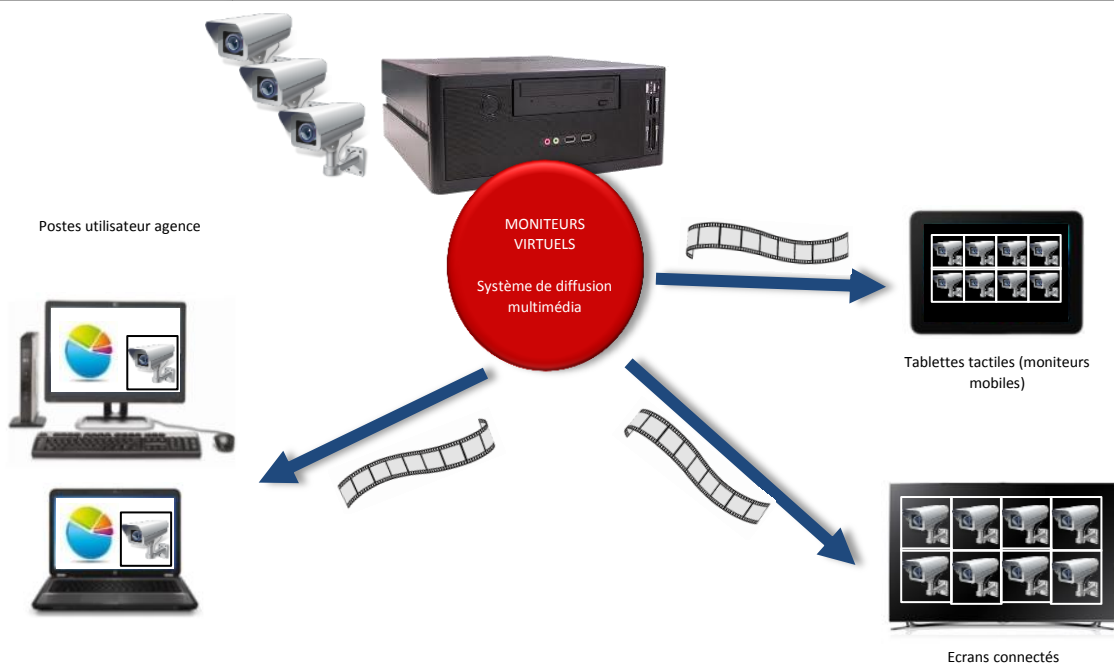 Postes utilisateur agence
MONITEURS
VIRTUELS
Système de diffusion
multimédia
Tablettes tactiles (moniteurs
mobiles)
Ecrans connectés